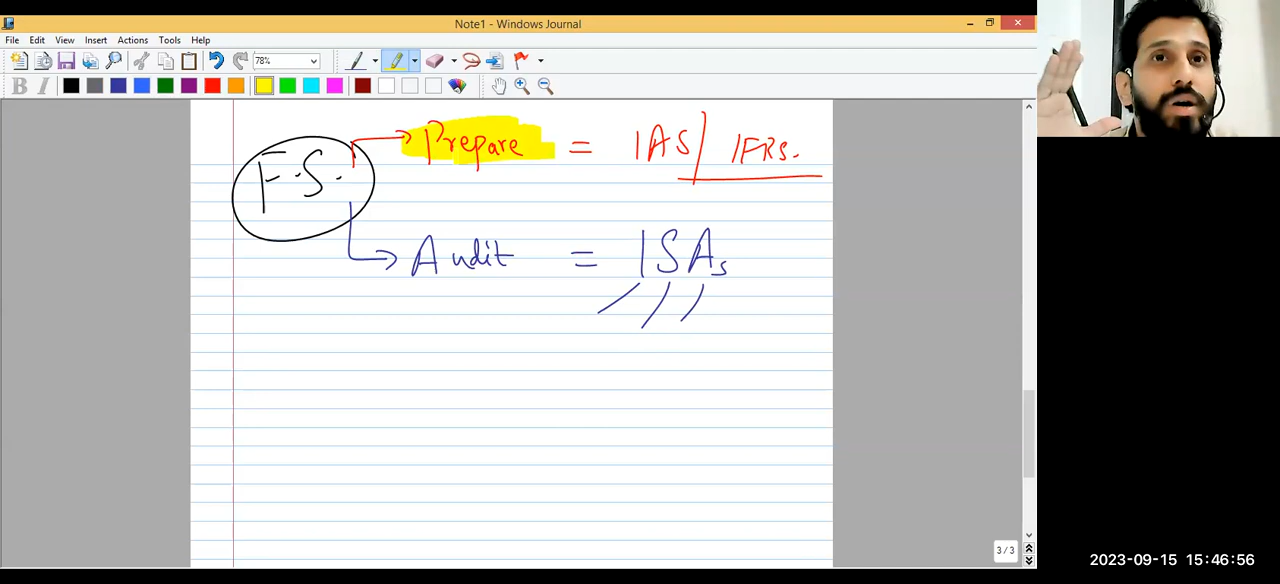 Note1 - Windows Journal
File Edit View Insert Actions Tools Help
78%
B I
Prepare = IAS / IFRS.
F.S.
Audit = ISAs
3 / 3
2023-09-15 15:46:56